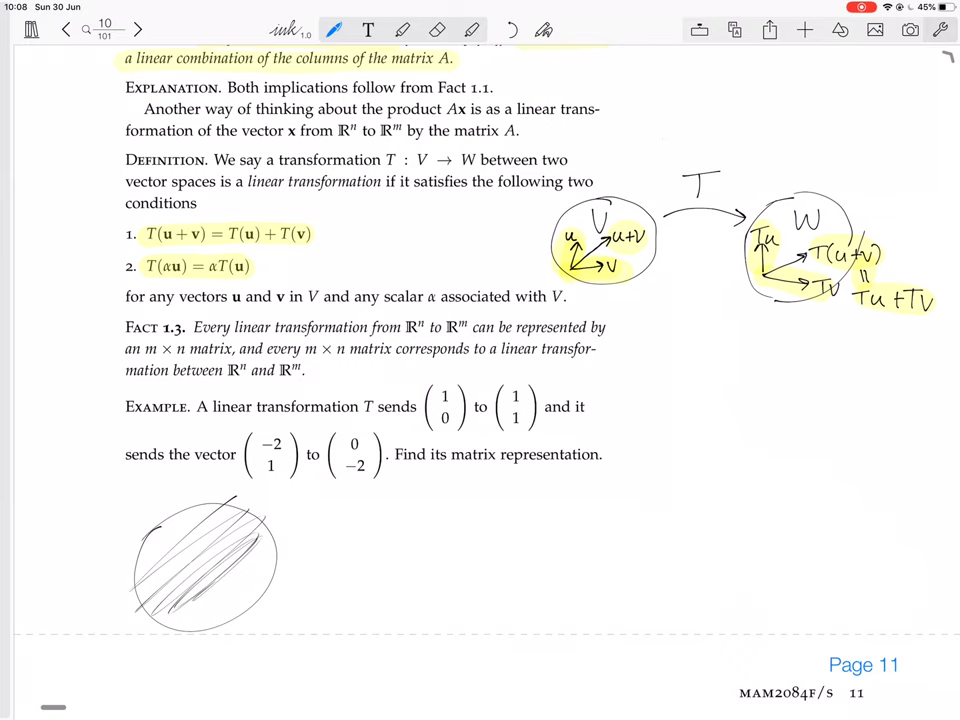 10:08 Sun 30 Jun
45%
10
101
ink 1.0
T
a linear combination of the columns of the matrix A.
EXPLANATION. Both implications follow from Fact 1.1.
Another way of thinking about the product Ax is as a linear trans-
formation of the vector x from ℝⁿ to ℝᵐ by the matrix A.
DEFINITION. We say a transformation T : V → W between two
vector spaces is a linear transformation if it satisfies the following two
conditions
1. T(u + v) = T(u) + T(v)
2. T(αu) = αT(u)
for any vectors u and v in V and any scalar α associated with V.
T
V
u
u+v
v
W
Tu
T(u+v)
Tv
=
Tu+Tv
FACT 1.3. Every linear transformation from ℝⁿ to ℝᵐ can be represented by
an m × n matrix, and every m × n matrix corresponds to a linear transfor-
mation between ℝⁿ and ℝᵐ.
EXAMPLE. A linear transformation T sends (1 0) to (1 1) and it
sends the vector (−2 1) to (0 −2). Find its matrix representation.
Page 11
MAM2084F/S 11